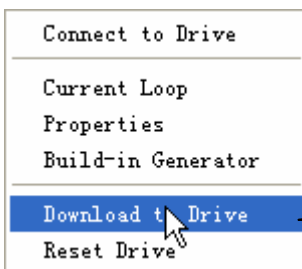 Connect to Drive
Current Loop
Properties
Build-in Generator
Download to Drive
Reset Drive